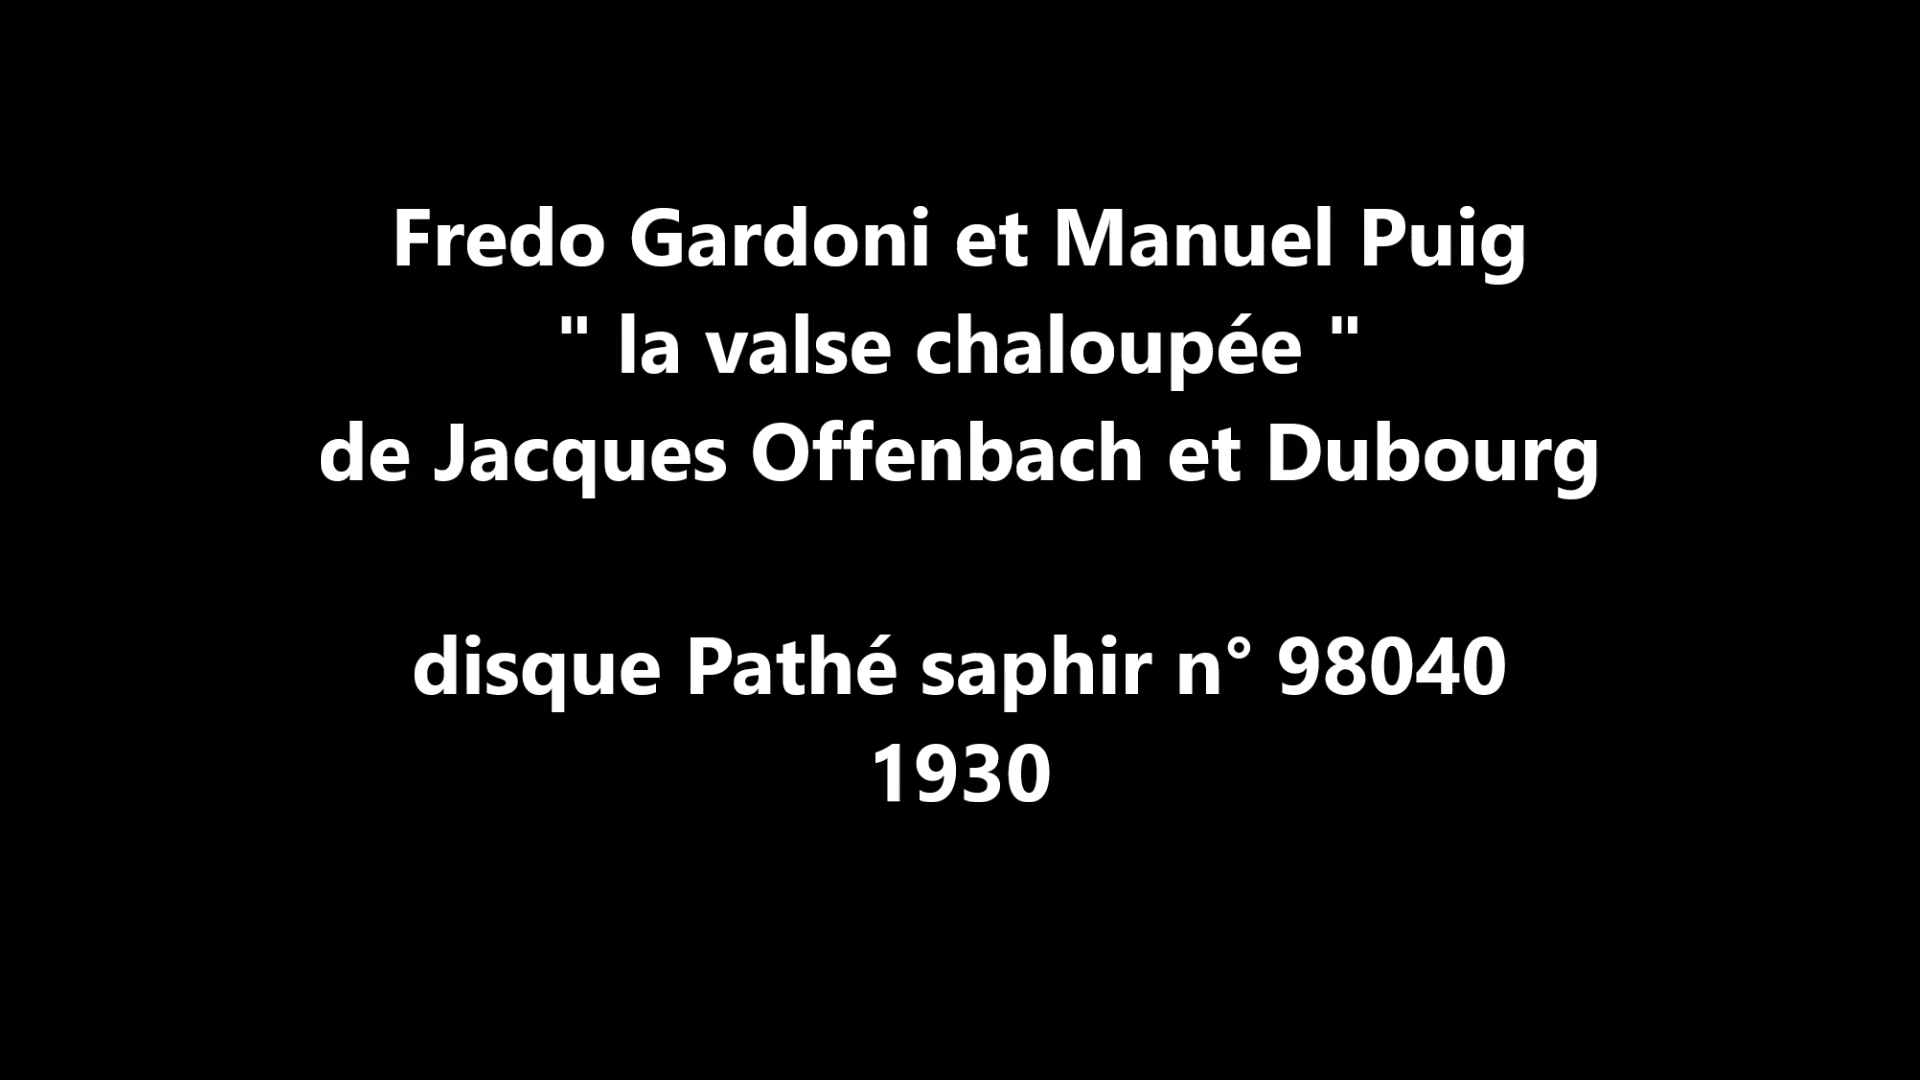 Fredo Gardoni et Manuel Puig
" la valse chaloupée "
de Jacques Offenbach et Dubourg
disque Pathé saphir n° 98040
1930